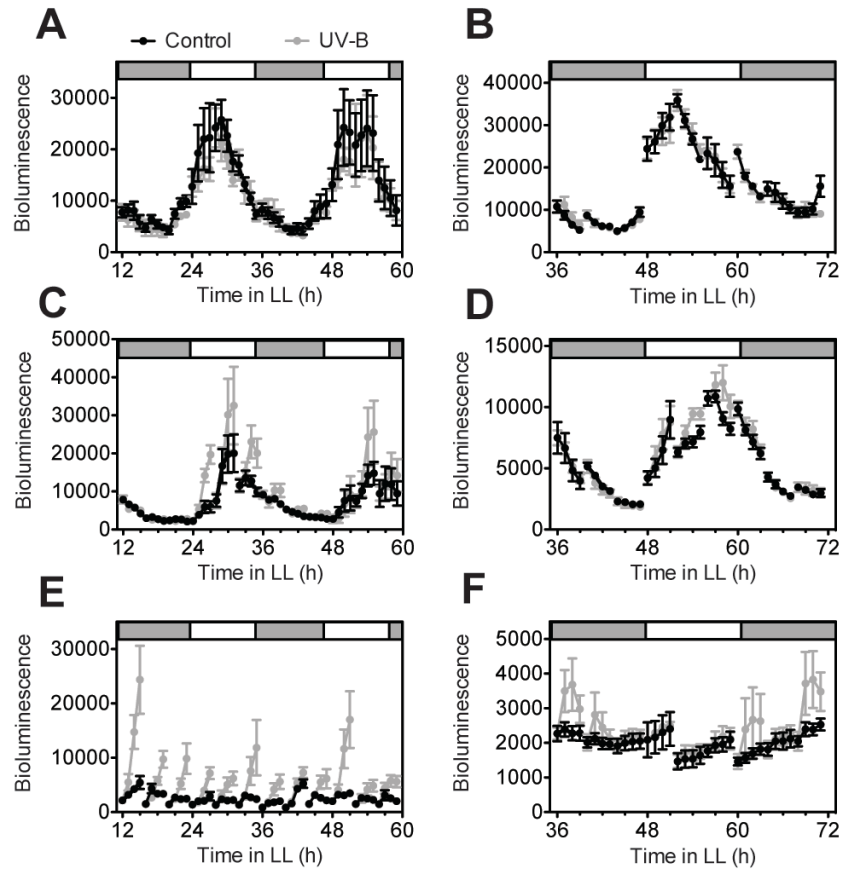 A
Control
UV-B
B
Bioluminescence
30000
20000
10000
0
12
24
36
48
60
Time in LL (h)
Bioluminescence
40000
30000
20000
10000
0
36
48
60
72
Time in LL (h)
C
D
Bioluminescence
50000
40000
30000
20000
10000
0
12
24
36
48
60
Time in LL (h)
Bioluminescence
15000
10000
5000
0
36
48
60
72
Time in LL (h)
E
F
Bioluminescence
30000
20000
10000
0
12
24
36
48
60
Time in LL (h)
Bioluminescence
5000
4000
3000
2000
1000
0
36
48
60
72
Time in LL (h)